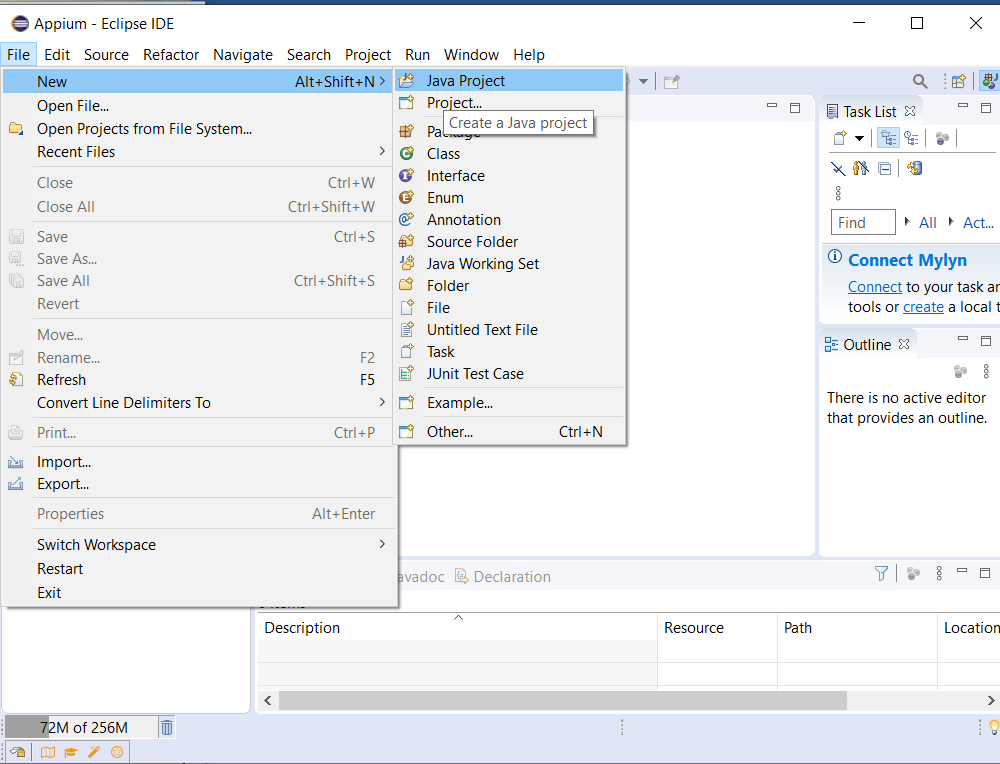 Appium - Eclipse IDE
File Edit Source Refactor Navigate Search Project Run Window Help
New Alt+Shift+N
Open File...
Open Projects from File System...
Recent Files
Close Ctrl+W
Close All Ctrl+Shift+W
Save Ctrl+S
Save As...
Save All Ctrl+Shift+S
Revert
Move...
Rename... F2
Refresh F5
Convert Line Delimiters To
Print... Ctrl+P
Import...
Export...
Properties Alt+Enter
Switch Workspace
Restart
Exit
Java Project
Project...
Create a Java project
Package
Class
Interface
Enum
Annotation
Source Folder
Java Working Set
Folder
File
Untitled Text File
Task
JUnit Test Case
Example...
Other... Ctrl+N
Task List
Find All Act...
Connect Mylyn
Connect to your task an
tools or create a local t
Outline
There is no active editor
that provides an outline.
avadoc Declaration
Description Resource Path Location
72M of 256M